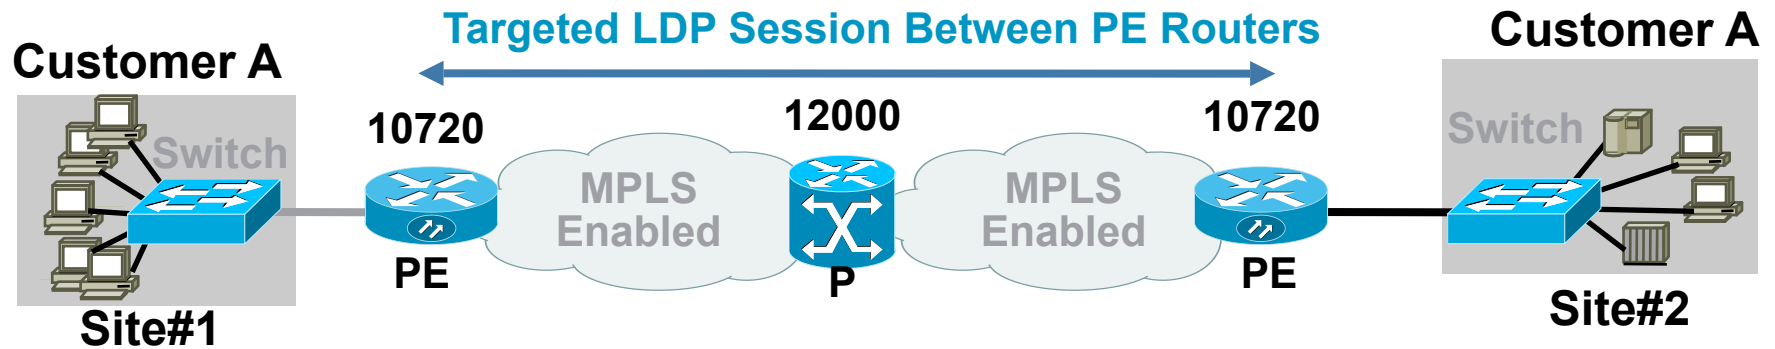 Targeted LDP Session Between PE Routers
Customer A
Customer A
10720
12000
10720
Switch
Switch
MPLS
Enabled
MPLS
Enabled
PE
P
PE
Site#1
Site#2